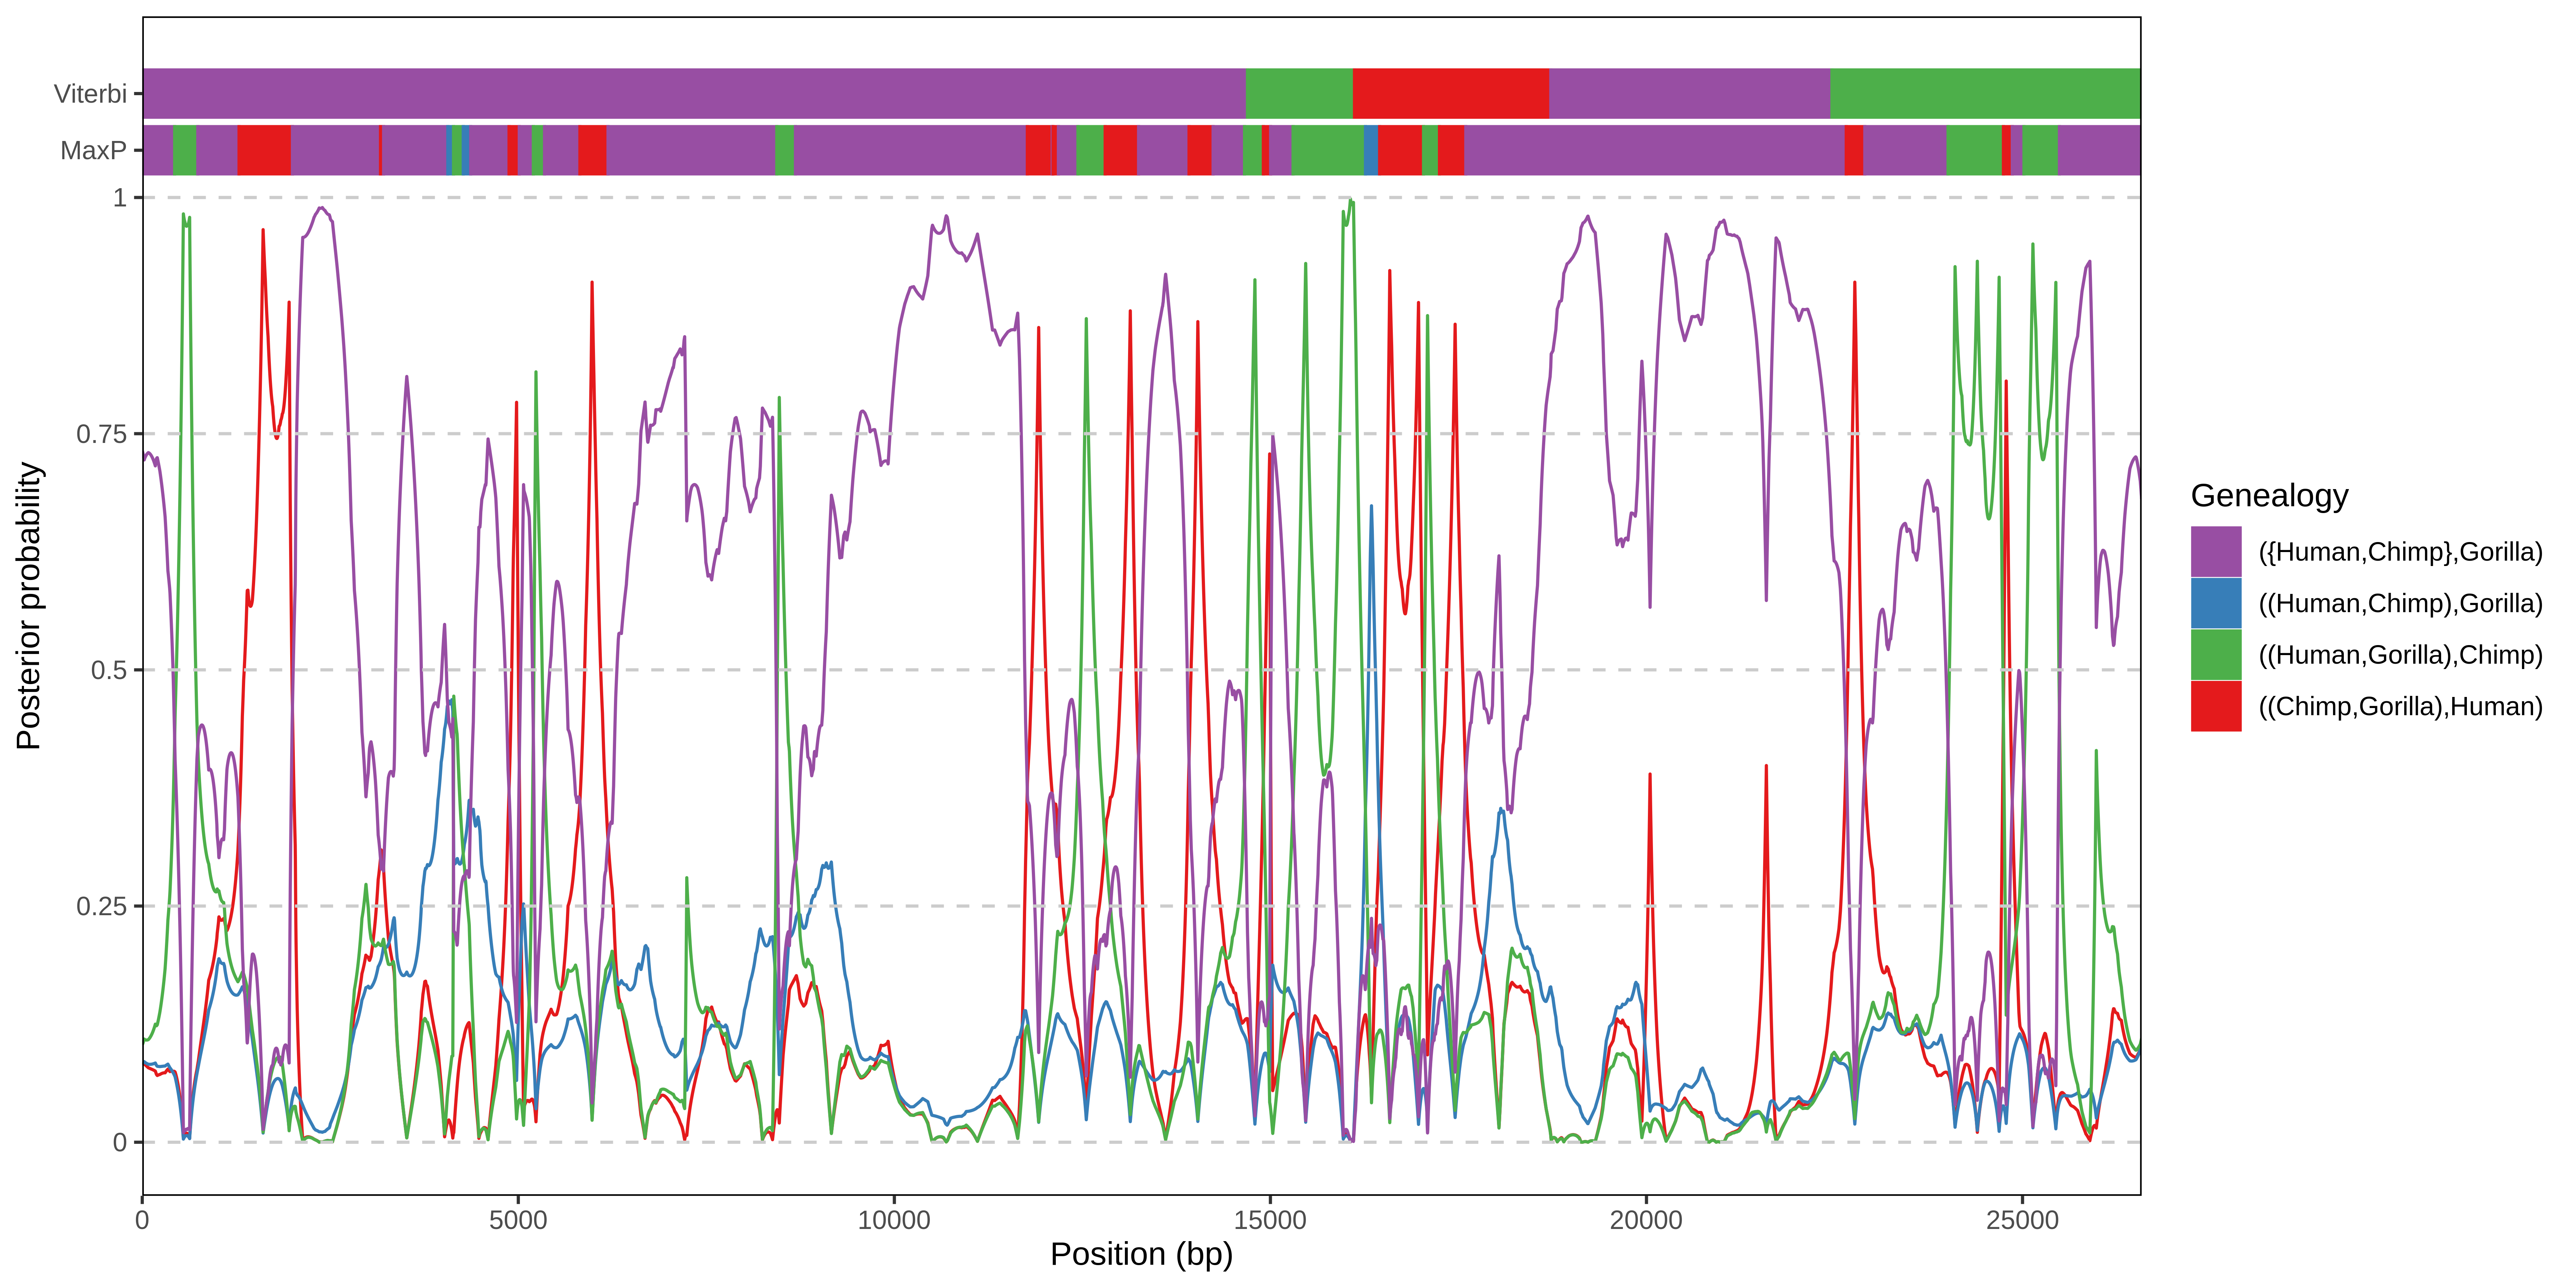 Viterbi
MaxP
1
0.75
0.5
0.25
0
Posterior probability
0
5000
10000
15000
20000
25000
Position (bp)
Genealogy
({Human,Chimp},Gorilla)
((Human,Chimp),Gorilla)
((Human,Gorilla),Chimp)
((Chimp,Gorilla),Human)